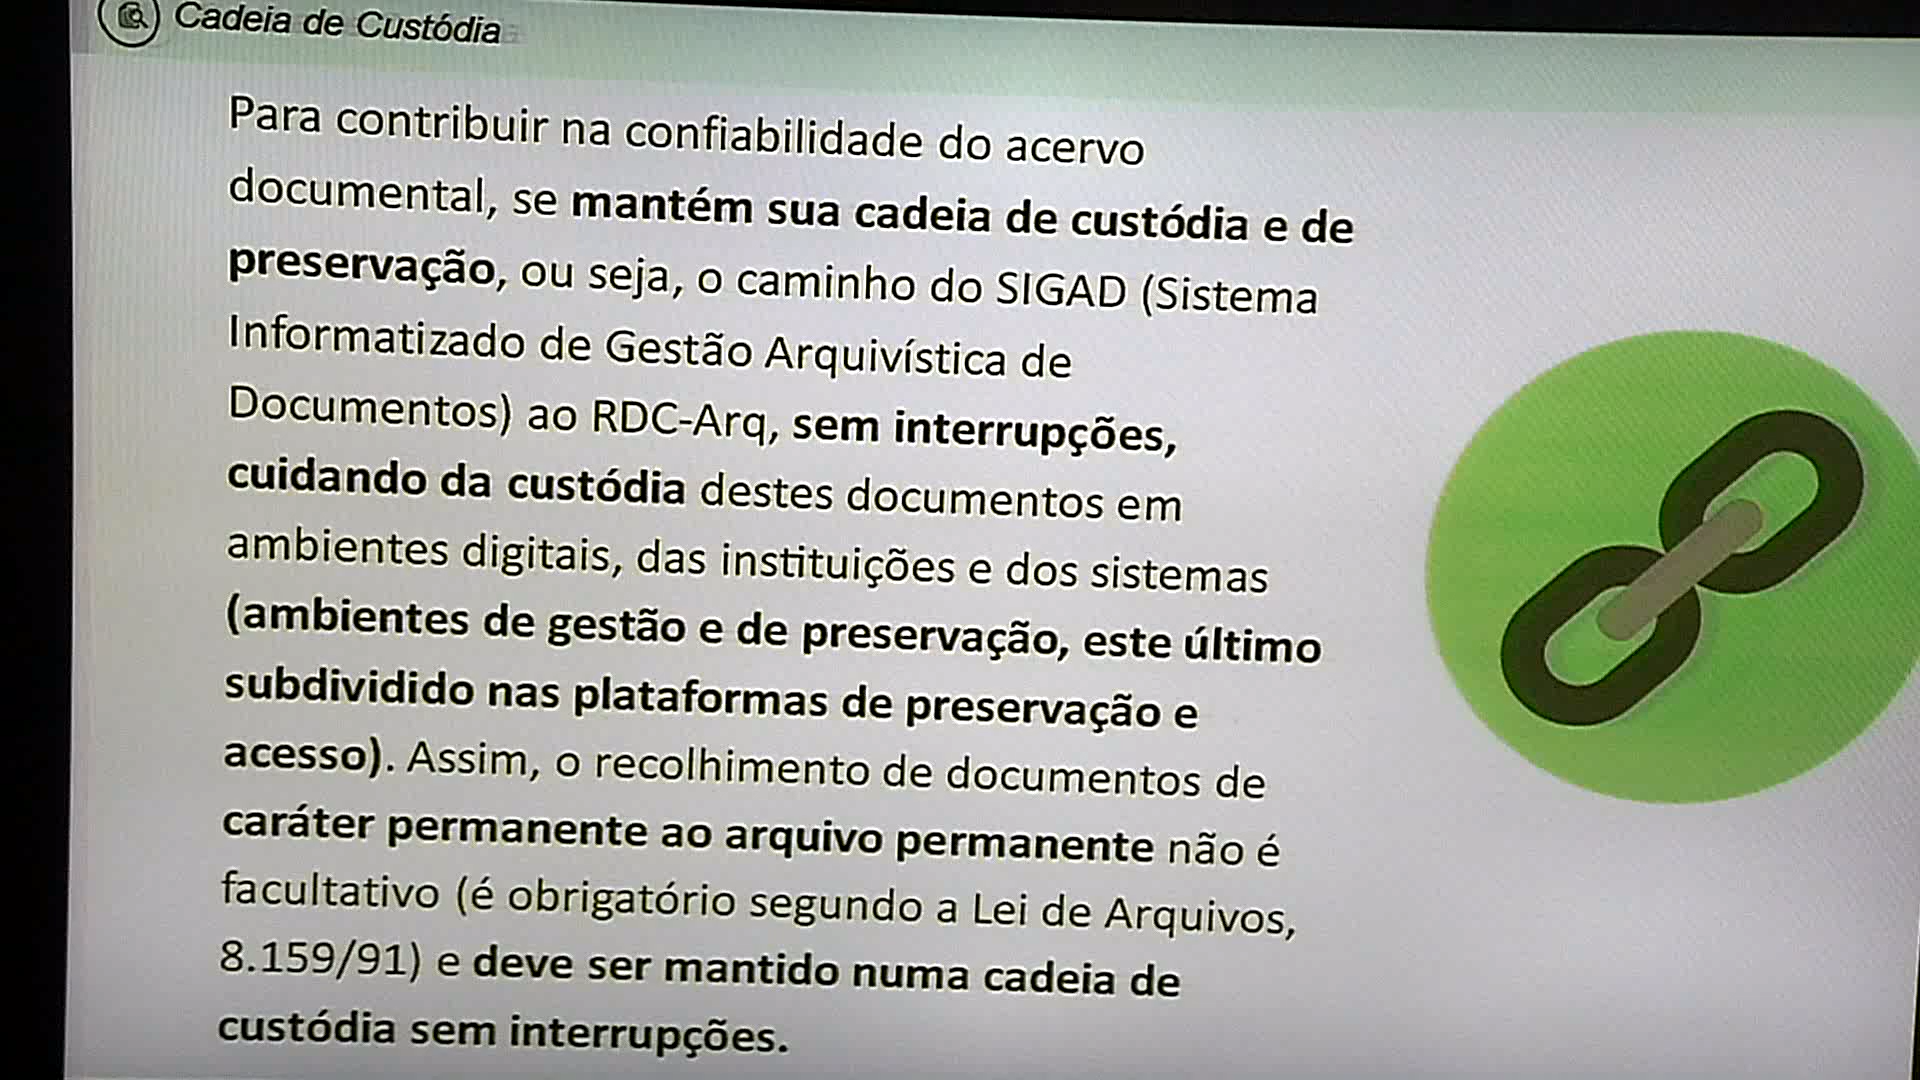 Cadeia de Custódia
Para contribuir na confiabilidade do acervo
documental, se mantém sua cadeia de custódia e de
preservação, ou seja, o caminho do SIGAD (Sistema
Informatizado de Gestão Arquivística de
Documentos) ao RDC-Arq, sem interrupções,
cuidando da custódia destes documentos em
ambientes digitais, das instituições e dos sistemas
(ambientes de gestão e de preservação, este último
subdividido nas plataformas de preservação e
acesso). Assim, o recolhimento de documentos de
caráter permanente ao arquivo permanente não é
facultativo (é obrigatório segundo a Lei de Arquivos,
8.159/91) e deve ser mantido numa cadeia de
custódia sem interrupções.